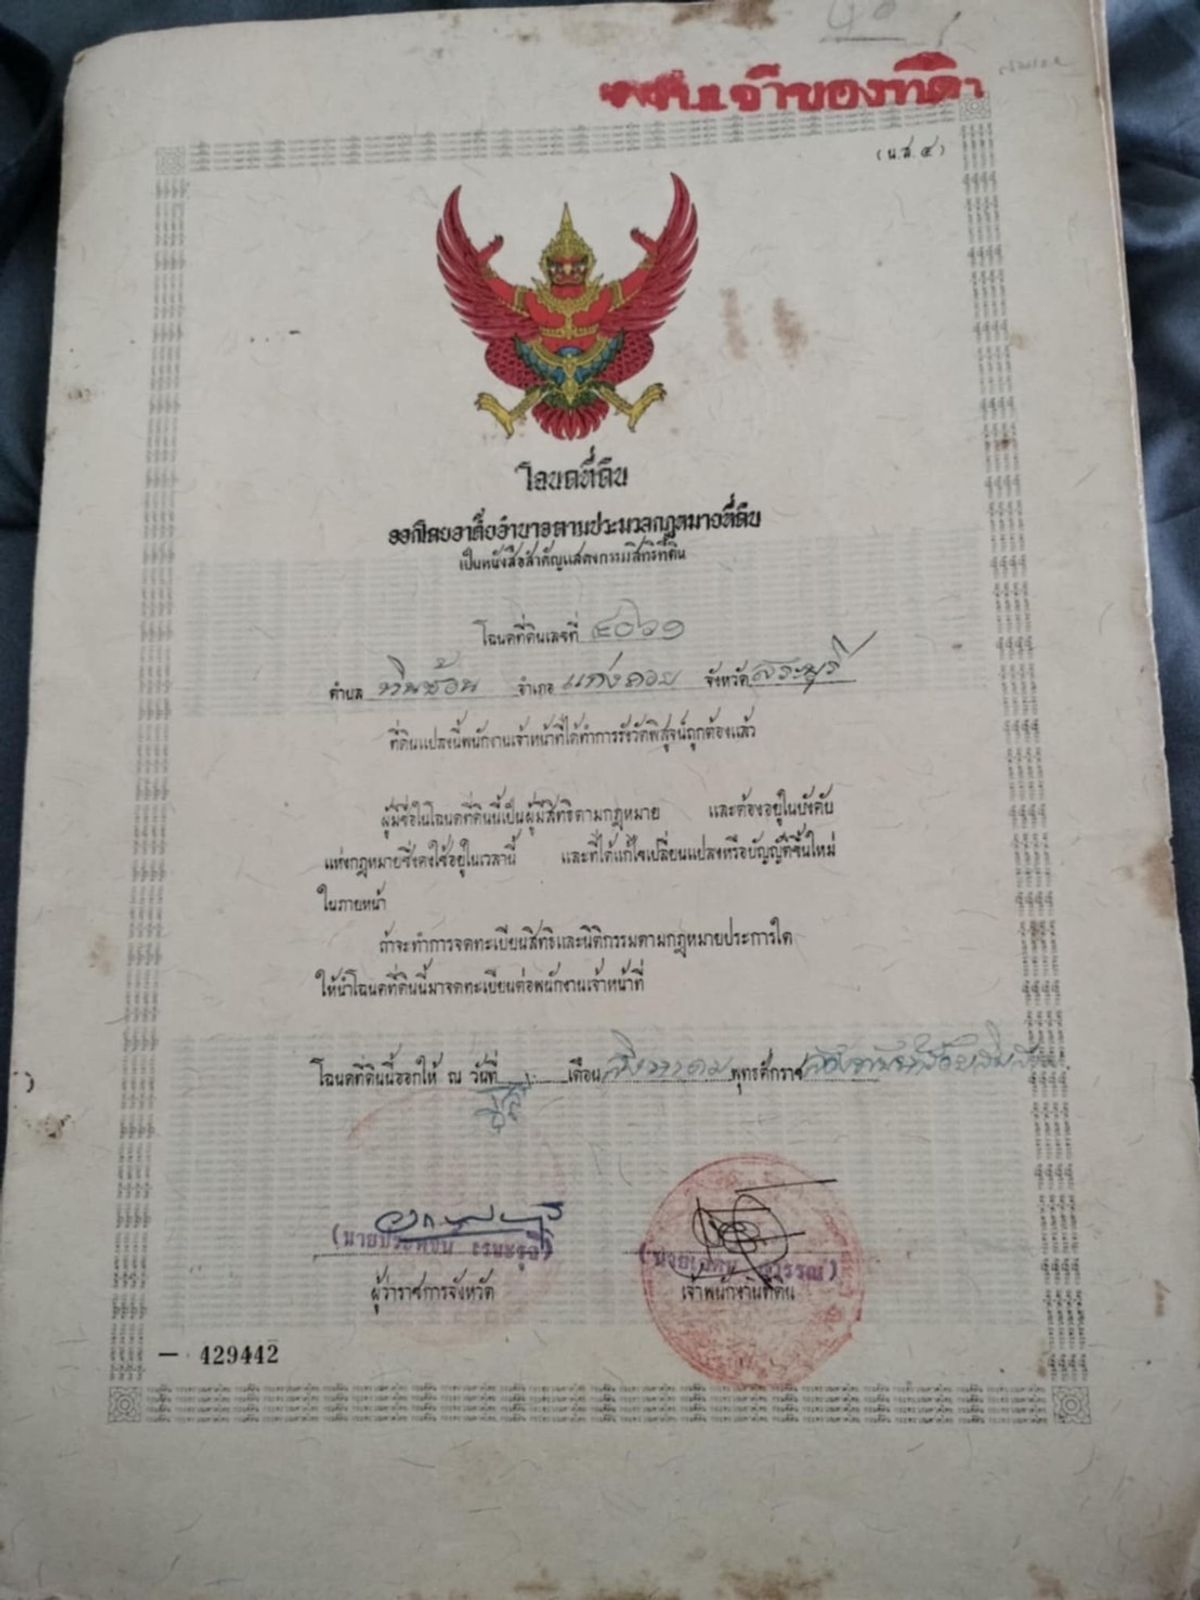 เจ้าของที่ดิน
(น.ส. ๔)
โฉนดที่ดิน
ออกโดยอาศัยอำนาจตามประมวลกฎหมายที่ดิน
เป็นหนังสือสำคัญแสดงกรรมสิทธิ์ที่ดิน
โฉนดที่ดินเลขที่
ตำบล หินซ้อน อำเภอ แก่งคอย จังหวัด สระบุรี
ที่ดินแปลงนี้พนักงานเจ้าหน้าที่ได้ทำการรังวัดพิสูจน์ถูกต้องแล้ว
ผู้มีชื่อในโฉนดที่ดินนี้เป็นผู้มีสิทธิตามกฎหมาย และต้องอยู่ในบังคับ
แห่งกฎหมายซึ่งคงใช้อยู่ในเวลานี้ และที่ได้แก้ไขเปลี่ยนแปลงหรือบัญญัติขึ้นใหม่
ในภายหน้า
ถ้าจะทำการจดทะเบียนสิทธิและนิติกรรมตามกฎหมายประการใด
ให้นำโฉนดที่ดินนี้มาจดทะเบียนต่อพนักงานเจ้าหน้าที่
โฉนดที่ดินนี้ออกให้ ณ วันที่ เดือน สิงหาคม พุทธศักราช
ผู้ว่าราชการจังหวัด เจ้าพนักงานที่ดิน
— 429442